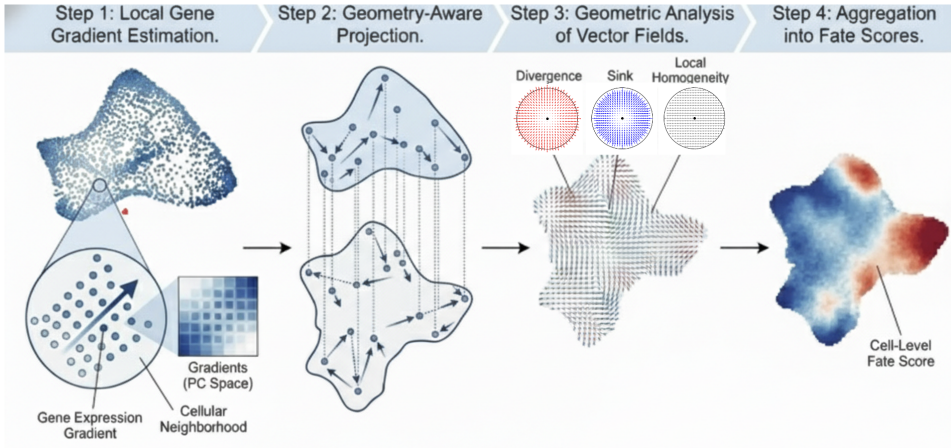 Step 1: Local Gene
Gradient Estimation.
Step 2: Geometry-Aware
Projection.
Step 3: Geometric Analysis
of Vector Fields.
Step 4: Aggregation
into Fate Scores.
Divergence
Sink
Local
Homogeneity
Gradients
(PC Space)
Gene Expression
Gradient
Cellular
Neighborhood
Cell-Level
Fate Score